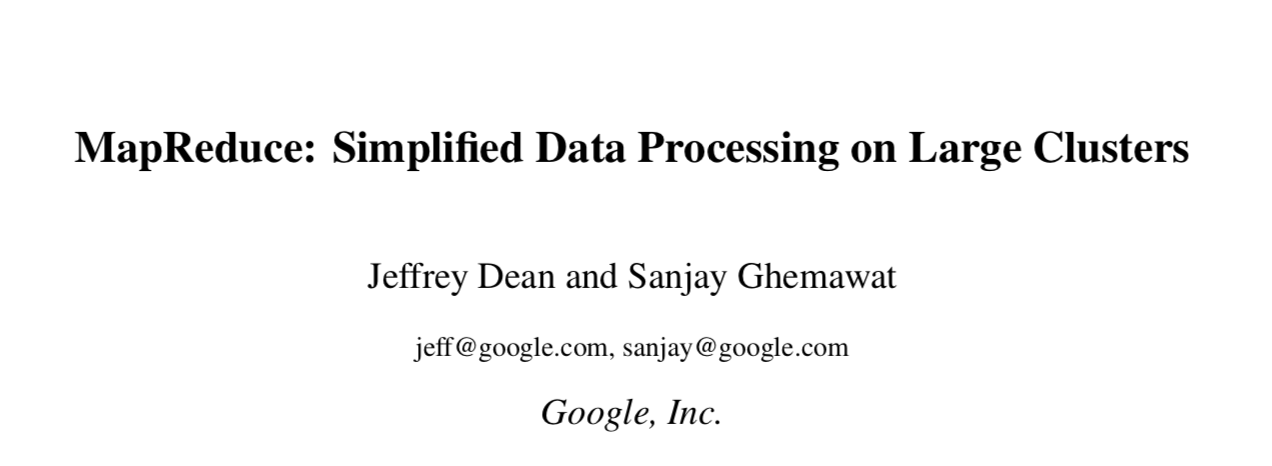 MapReduce: Simplified Data Processing on Large Clusters
Jeffrey Dean and Sanjay Ghemawat
jeff@google.com, sanjay@google.com
Google, Inc.